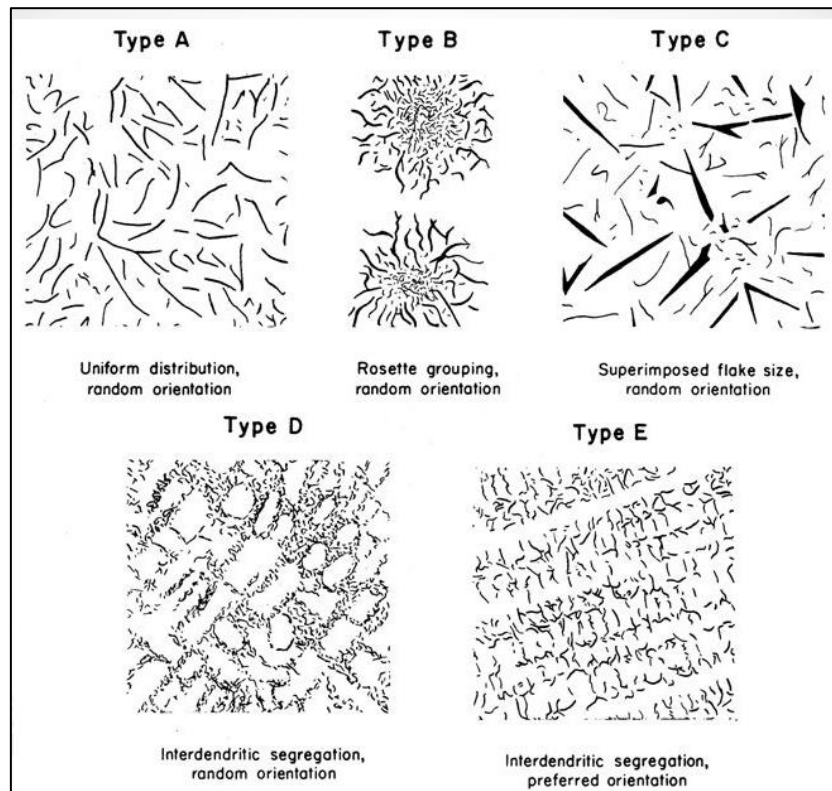 Type A
Type B
Type C
Uniform distribution,
random orientation
Rosette grouping,
random orientation
Superimposed flake size,
random orientation
Type D
Type E
Interdendritic segregation,
random orientation
Interdendritic segregation,
preferred orientation